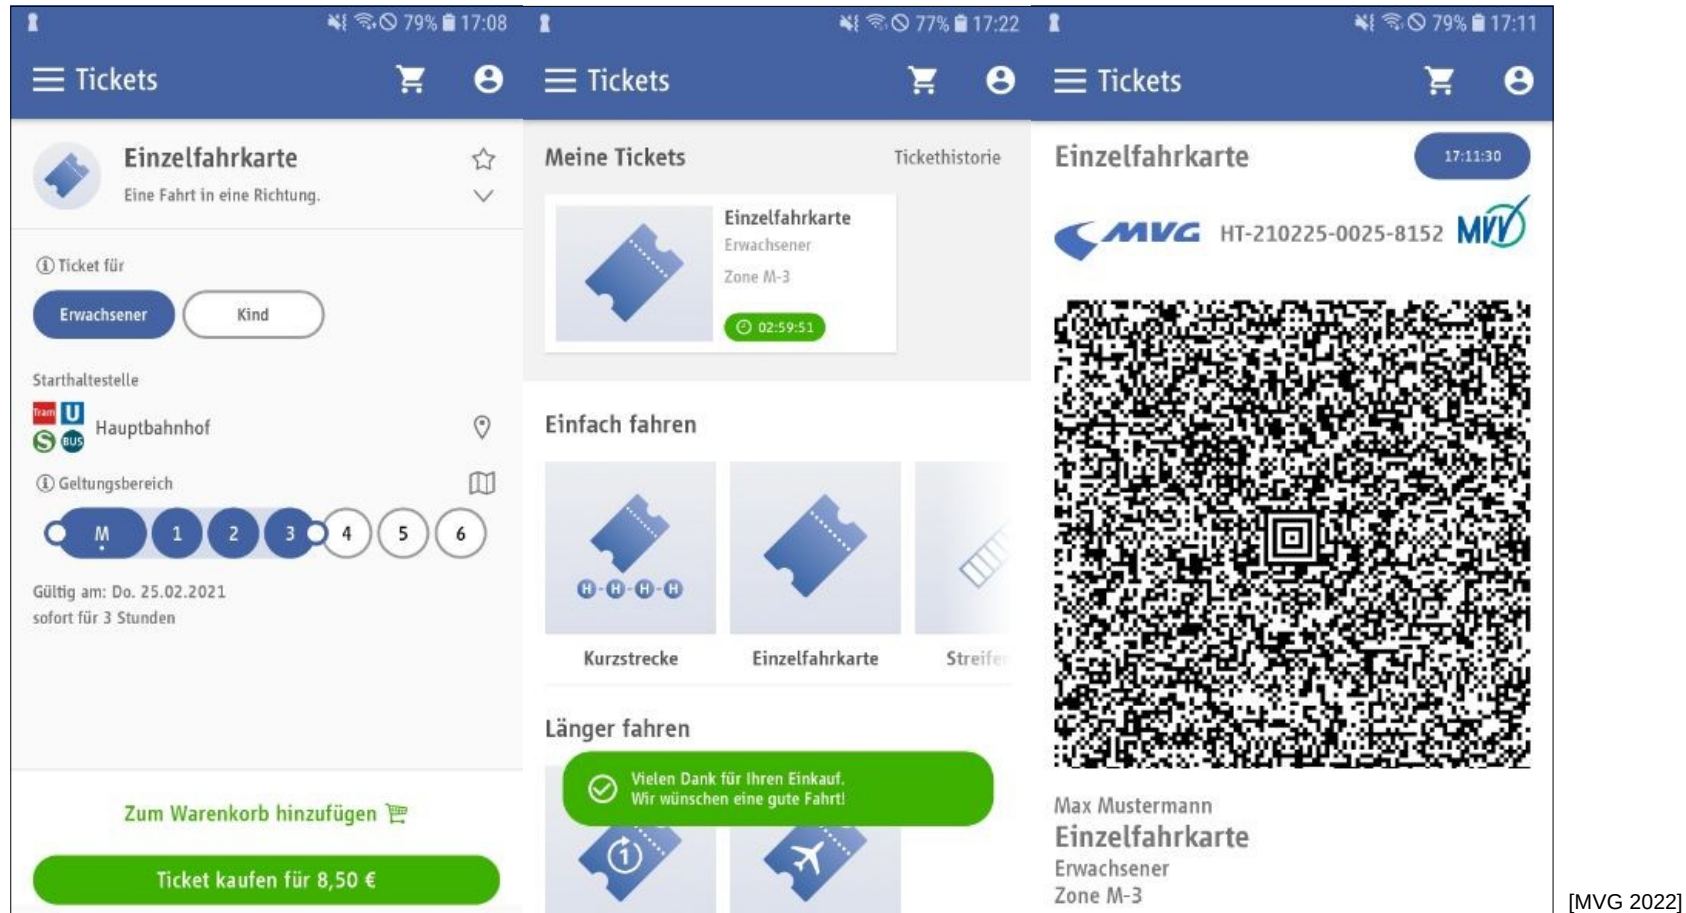 79% 17:08
Tickets
Einzelfahrkarte
Eine Fahrt in eine Richtung.
Ticket für
Erwachsener
Kind
Starthaltestelle
Tram U
S BUS
Hauptbahnhof
Geltungsbereich
M 1 2 3 4 5 6
Gültig am: Do. 25.02.2021
sofort für 3 Stunden
Zum Warenkorb hinzufügen
Ticket kaufen für 8,50 €
77% 17:22
Tickets
Meine Tickets
Tickethistorie
Einzelfahrkarte
Erwachsener
Zone M-3
02:59:51
Einfach fahren
H-H-H-H
Kurzstrecke
Einzelfahrkarte
Streife
Länger fahren
Vielen Dank für Ihren Einkauf.
Wir wünschen eine gute Fahrt!
1
79% 17:11
Tickets
Einzelfahrkarte
17:11:30
MVG HT-210225-0025-8152 MVV
Max Mustermann
Einzelfahrkarte
Erwachsener
Zone M-3
[MVG 2022]